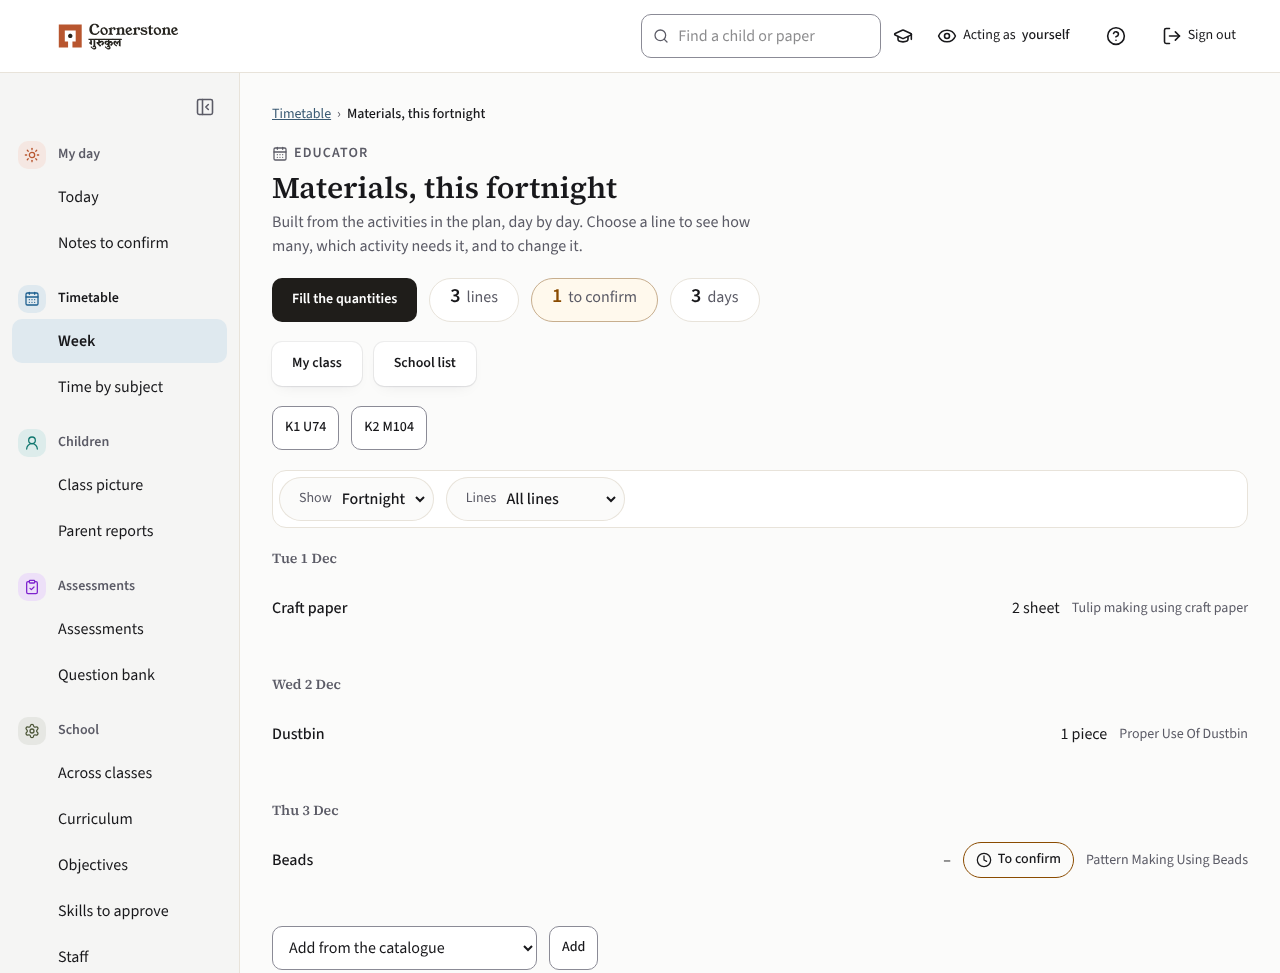 Cornerstone
गुरुकुल
Find a child or paper
Acting as yourself
Sign out
My day
Today
Notes to confirm
Timetable
Week
Time by subject
Children
Class picture
Parent reports
Assessments
Assessments
Question bank
School
Across classes
Curriculum
Objectives
Skills to approve
Staff
Timetable › Materials, this fortnight
EDUCATOR
Materials, this fortnight
Built from the activities in the plan, day by day. Choose a line to see how
many, which activity needs it, and to change it.
Fill the quantities
3 lines
1 to confirm
3 days
My class
School list
K1 U74
K2 M104
Show Fortnight
Lines All lines
Tue 1 Dec
Craft paper 2 sheet Tulip making using craft paper
Wed 2 Dec
Dustbin 1 piece Proper Use Of Dustbin
Thu 3 Dec
Beads – To confirm Pattern Making Using Beads
Add from the catalogue
Add